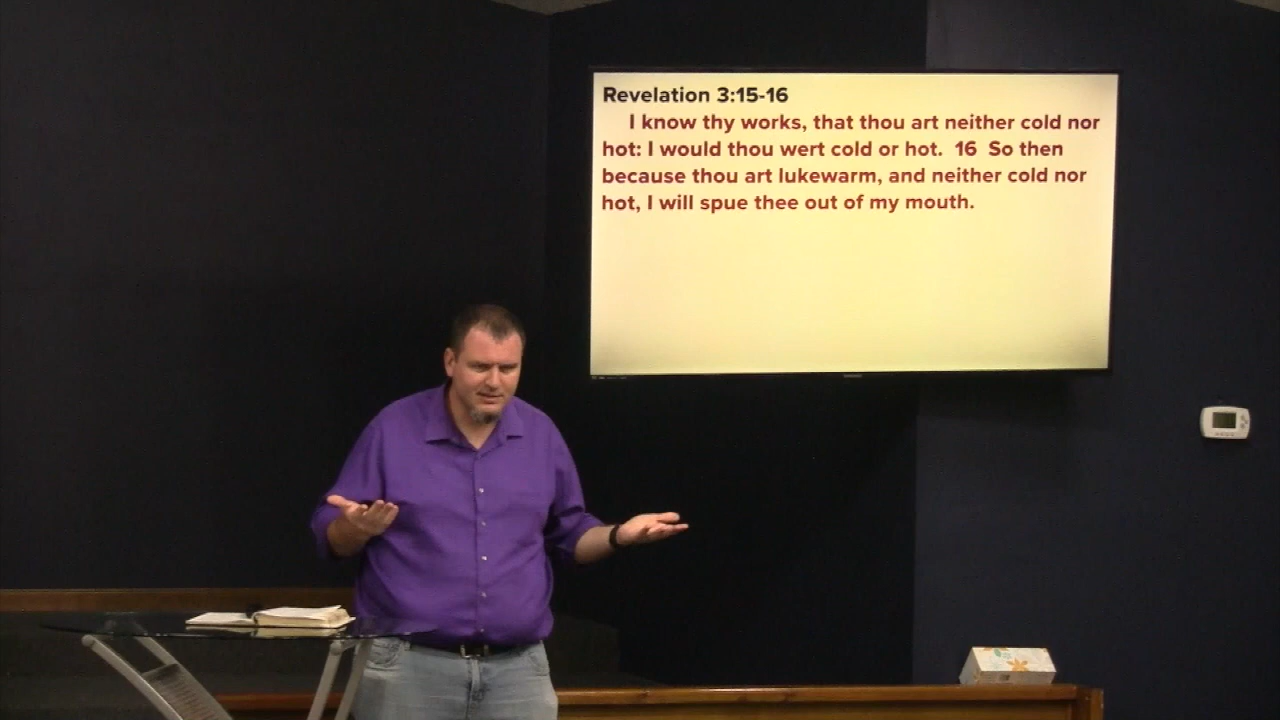 Revelation 3:15-16
I know thy works, that thou art neither cold nor
hot: I would thou wert cold or hot.  16  So then
because thou art lukewarm, and neither cold nor
hot, I will spue thee out of my mouth.